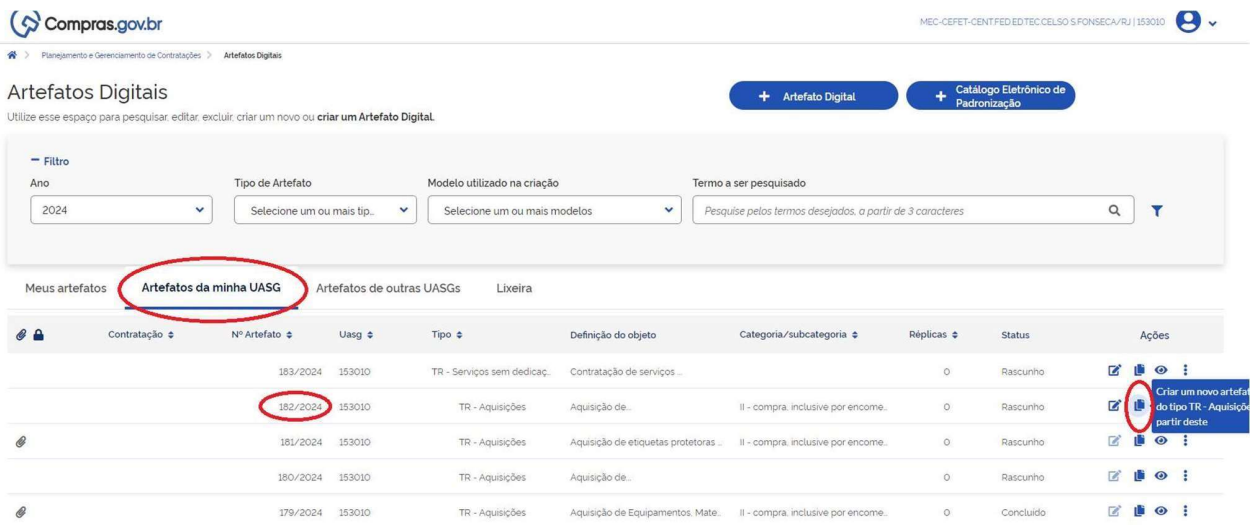 Compras.gov.br
MEC-CEFET-CENT.FED.EDTEC.CELSO S.FONSECA/RJ | 153010
Planejamento e Gerenciamento de Contratações > Artefatos Digitais
Artefatos Digitais
+ Artefato Digital
+ Catálogo Eletrônico de
Padronização
Utilize esse espaço para pesquisar, editar, excluir, criar um novo ou criar um Artefato Digital.
Filtro
Ano
Tipo de Artefato
Modelo utilizado na criação
Termo a ser pesquisado
2024
Selecione um ou mais tip...
Selecione um ou mais modelos
Pesquise pelos termos desejados, a partir de 3 caracteres
Meus artefatos
Artefatos da minha UASG
Artefatos de outras UASGs
Lixeira
Contratação Nº Artefato Uasg Tipo Definição do objeto Categoria/subcategoria Réplicas Status Ações
183/2024 153010 TR - Serviços sem dedicaç... Contratação de serviços ... 0 Rascunho
182/2024 153010 TR - Aquisições Aquisição de... II - compra, inclusive por encome... 0 Rascunho
Criar um novo artefat
do tipo TR - Aquisiçõe
partir deste
181/2024 153010 TR - Aquisições Aquisição de etiquetas protetoras ... II - compra, inclusive por encome... 0 Rascunho
180/2024 153010 TR - Aquisições Aquisição de... 0 Rascunho
179/2024 153010 TR - Aquisições Aquisição de Equipamentos, Mate... II - compra, inclusive por encome... 0 Concluído